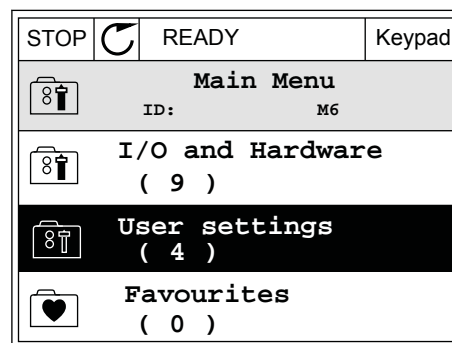 STOP READY Keypad
Main Menu
ID: M6
I/O and Hardware
( 9 )
User settings
( 4 )
Favourites
( 0 )